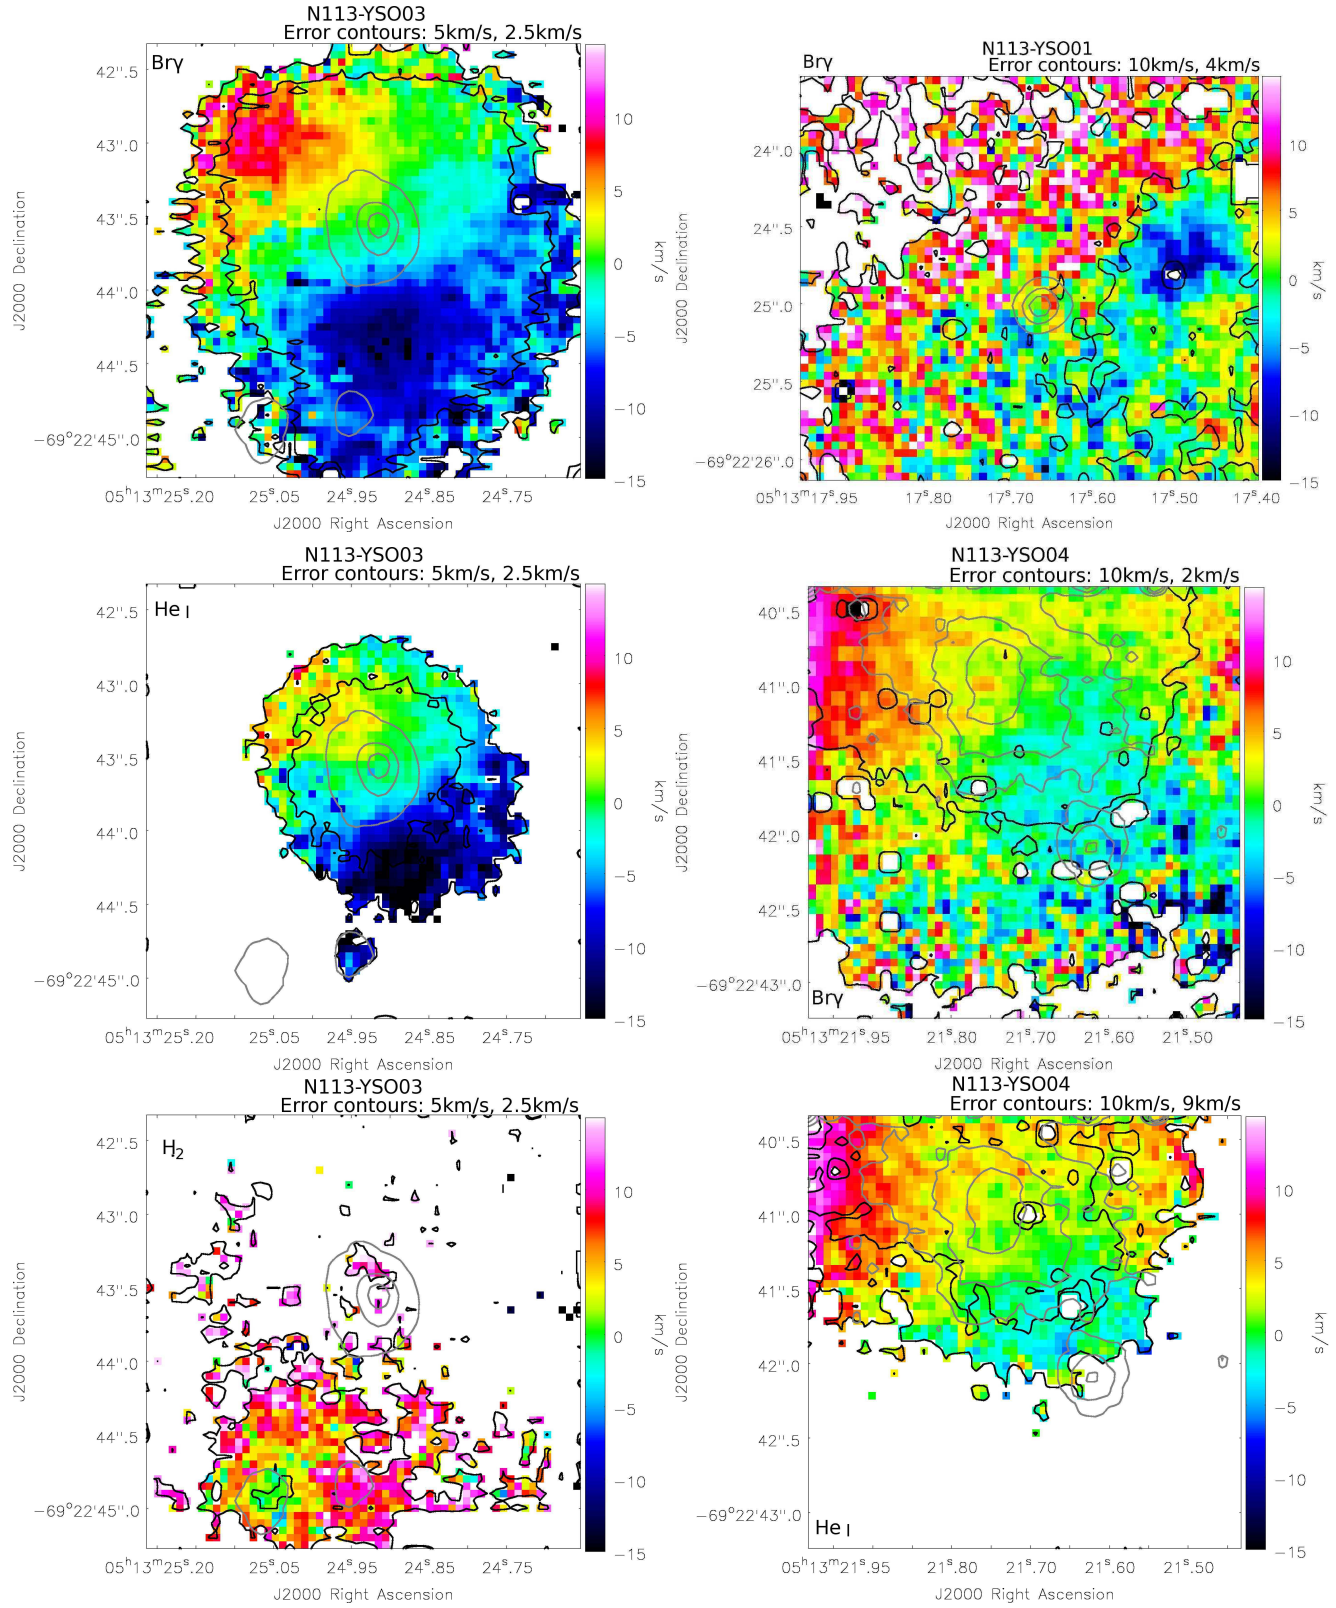 N113-YSO03
Error contours: 5km/s, 2.5km/s
Brγ
42".5
43".0
43".5
44".0
44".5
−69°22'45".0
05ʰ13ᵐ25ˢ.20
25ˢ.05
24ˢ.95
24ˢ.85
24ˢ.75
J2000 Right Ascension
J2000 Declination
10
5
0
−5
−10
−15
km/s
N113-YSO01
Error contours: 10km/s, 4km/s
Brγ
24".0
24".5
25".0
25".5
−69°22'26".0
05ʰ13ᵐ17ˢ.95
17ˢ.80
17ˢ.70
17ˢ.60
17ˢ.50
17ˢ.40
J2000 Right Ascension
J2000 Declination
10
5
0
−5
−10
−15
km/s
N113-YSO03
Error contours: 5km/s, 2.5km/s
He I
42".5
43".0
43".5
44".0
44".5
−69°22'45".0
05ʰ13ᵐ25ˢ.20
25ˢ.05
24ˢ.95
24ˢ.85
24ˢ.75
J2000 Right Ascension
J2000 Declination
10
5
0
−5
−10
−15
km/s
N113-YSO04
Error contours: 10km/s, 2km/s
Brγ
40".5
41".0
41".5
42".0
42".5
−69°22'43".0
05ʰ13ᵐ21ˢ.95
21ˢ.80
21ˢ.70
21ˢ.60
21ˢ.50
J2000 Right Ascension
J2000 Declination
10
5
0
−5
−10
−15
km/s
N113-YSO03
Error contours: 5km/s, 2.5km/s
H₂
42".5
43".0
43".5
44".0
44".5
−69°22'45".0
05ʰ13ᵐ25ˢ.20
25ˢ.05
24ˢ.95
24ˢ.85
24ˢ.75
J2000 Right Ascension
J2000 Declination
10
5
0
−5
−10
−15
km/s
N113-YSO04
Error contours: 10km/s, 9km/s
He I
40".5
41".0
41".5
42".0
42".5
−69°22'43".0
05ʰ13ᵐ21ˢ.95
21ˢ.80
21ˢ.70
21ˢ.60
21ˢ.50
J2000 Right Ascension
J2000 Declination
10
5
0
−5
−10
−15
km/s